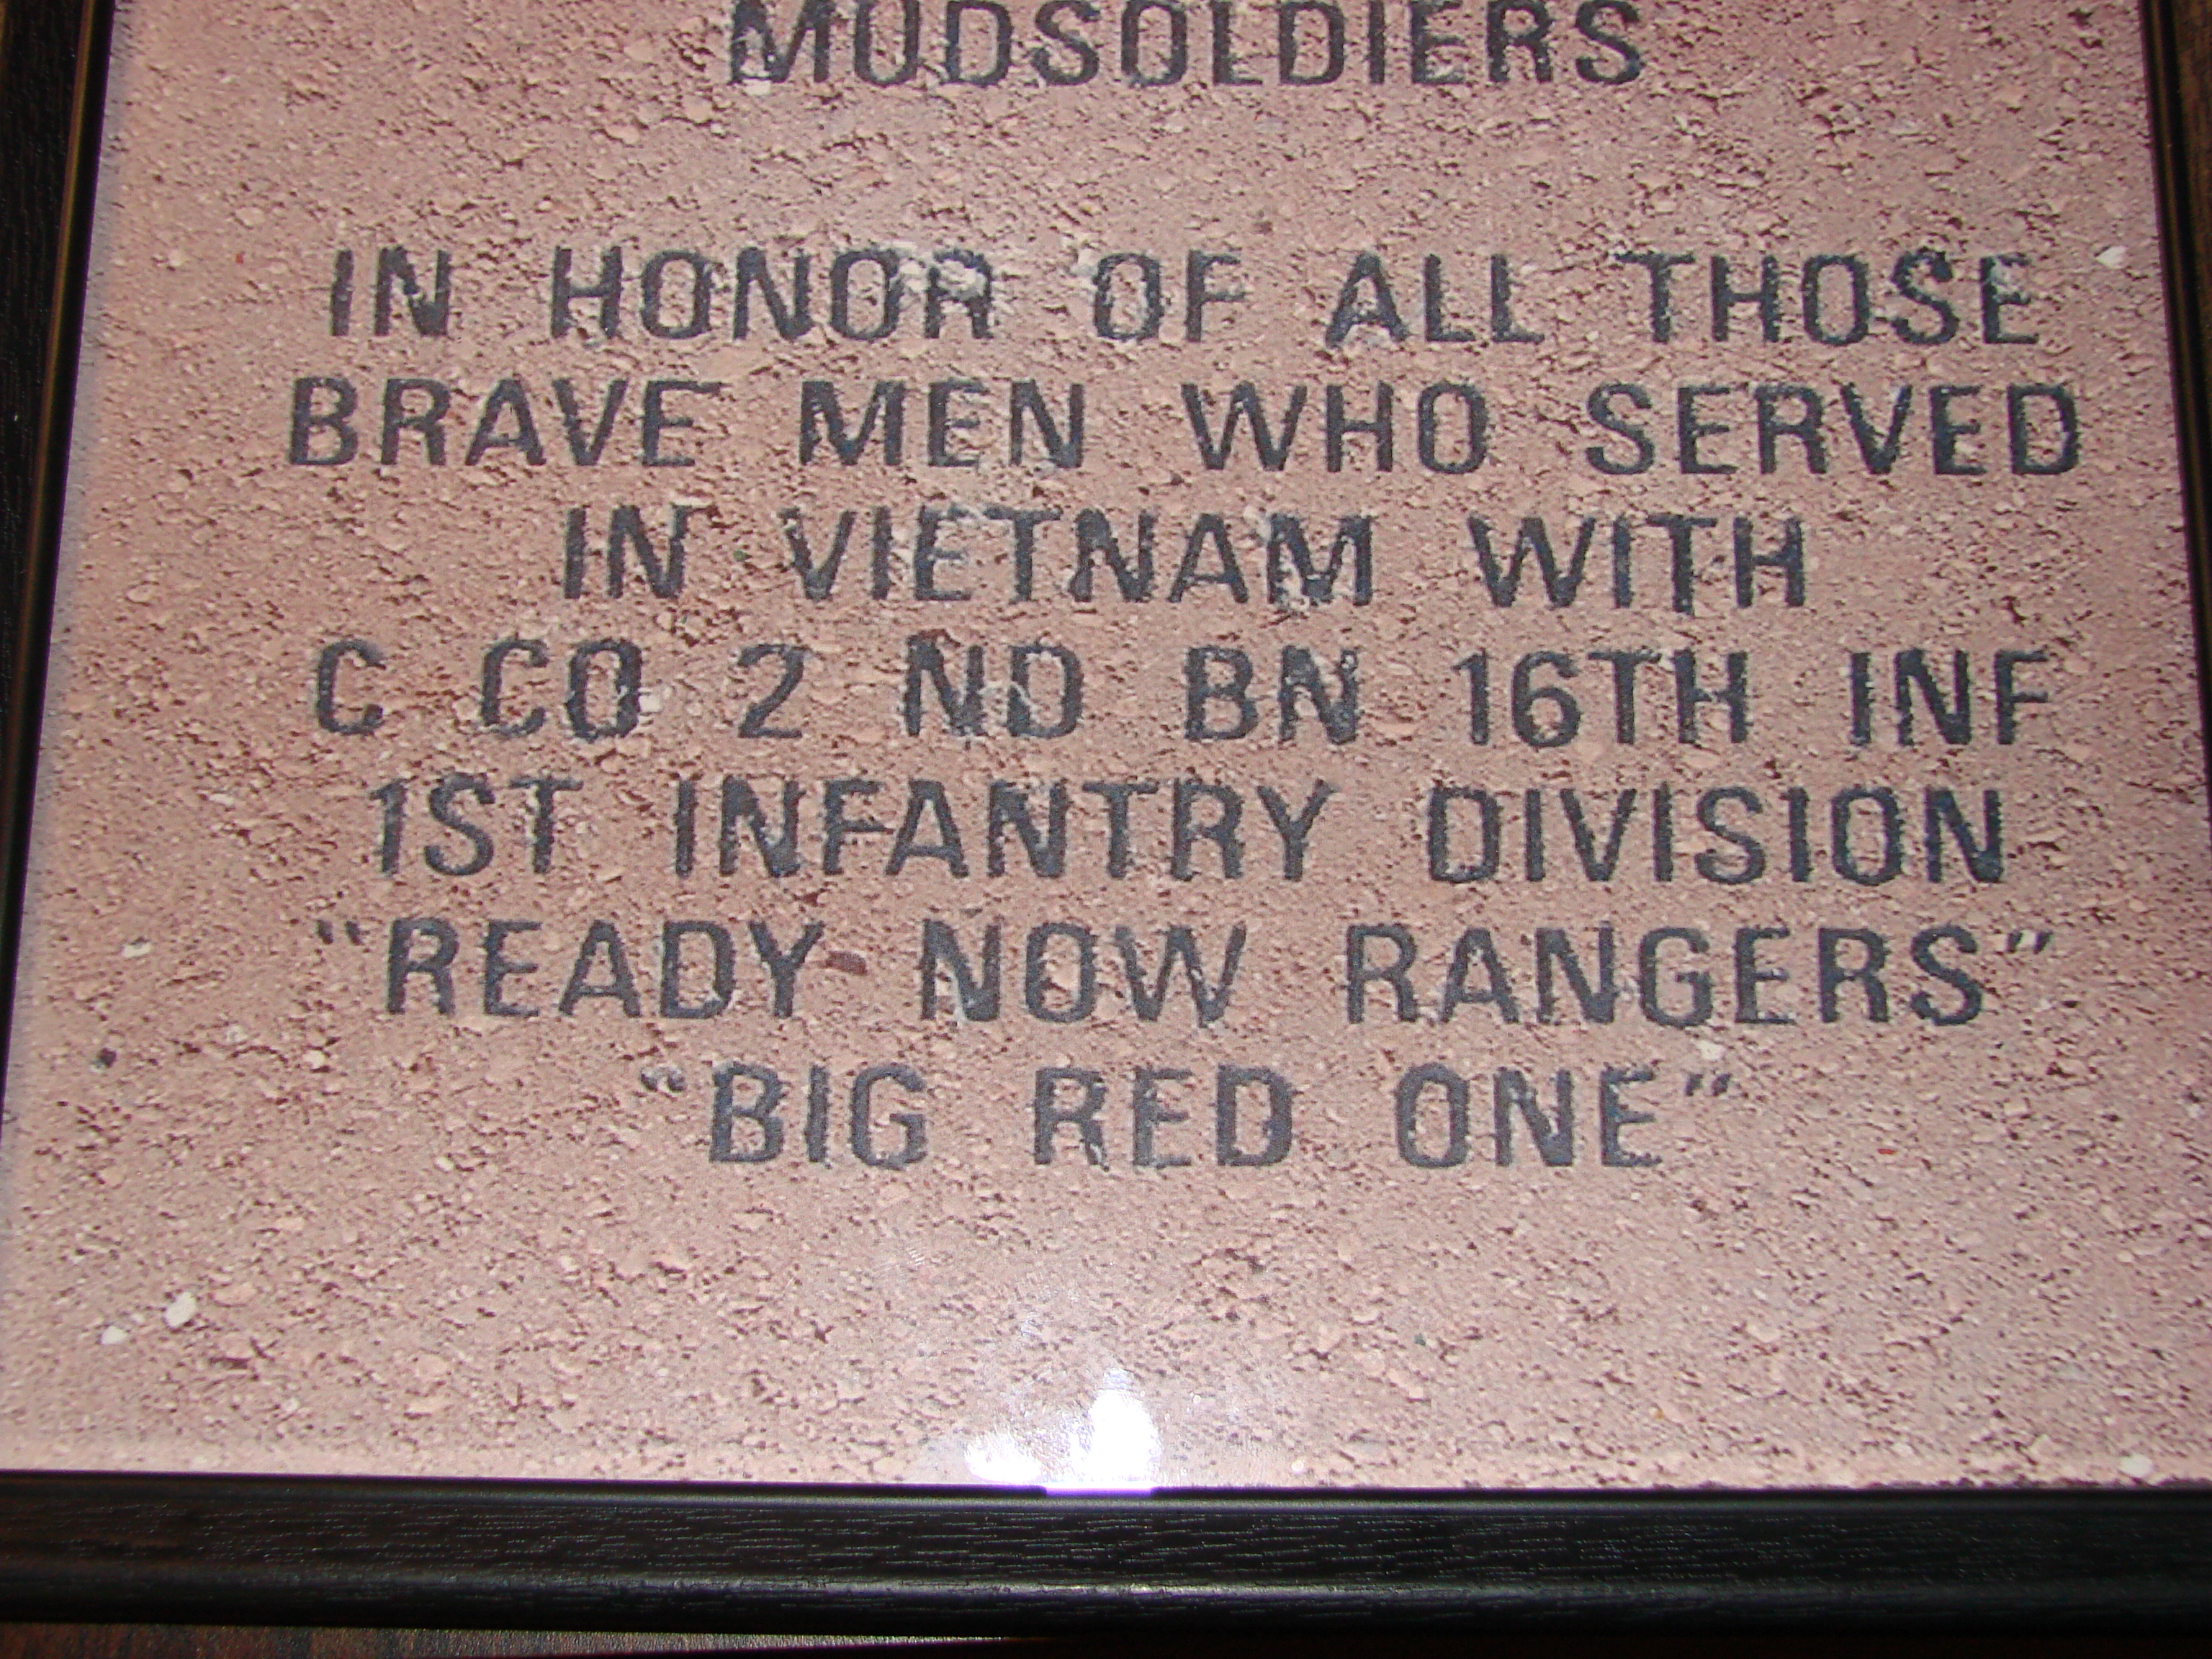 MUDSOLDIERS
IN HONOR OF ALL THOSE
BRAVE MEN WHO SERVED
IN VIETNAM WITH
C CO 2 ND BN 16TH INF
1ST INFANTRY DIVISION
"READY NOW RANGERS"
"BIG RED ONE"